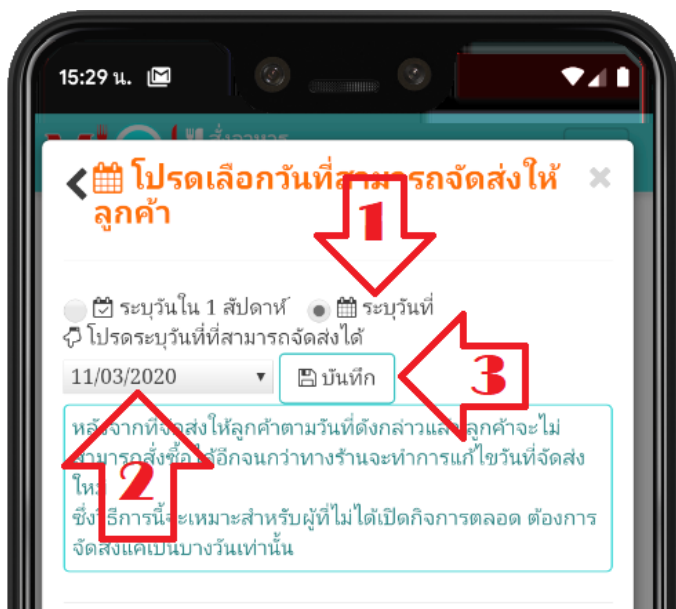 15:29 น.
สั่งอาหาร
โปรดเลือกวันที่สามารถจัดส่งให้
ลูกค้า
1
ระบุวันใน 1 สัปดาห์ ระบุวันที่
โปรดระบุวันที่ที่สามารถจัดส่งได้
11/03/2020 บันทึก
3
หลังจากที่จัดส่งให้ลูกค้าตามวันที่ดังกล่าวแล้ว ลูกค้าจะไม่
สามารถสั่งซื้อได้อีกจนกว่าทางร้านจะทำการแก้ไขวันที่จัดส่ง
ใหม่
2
ซึ่งวิธีการนี้จะเหมาะสำหรับผู้ที่ไม่ได้เปิดกิจการตลอด ต้องการ
จัดส่งแค่เป็นบางวันเท่านั้น